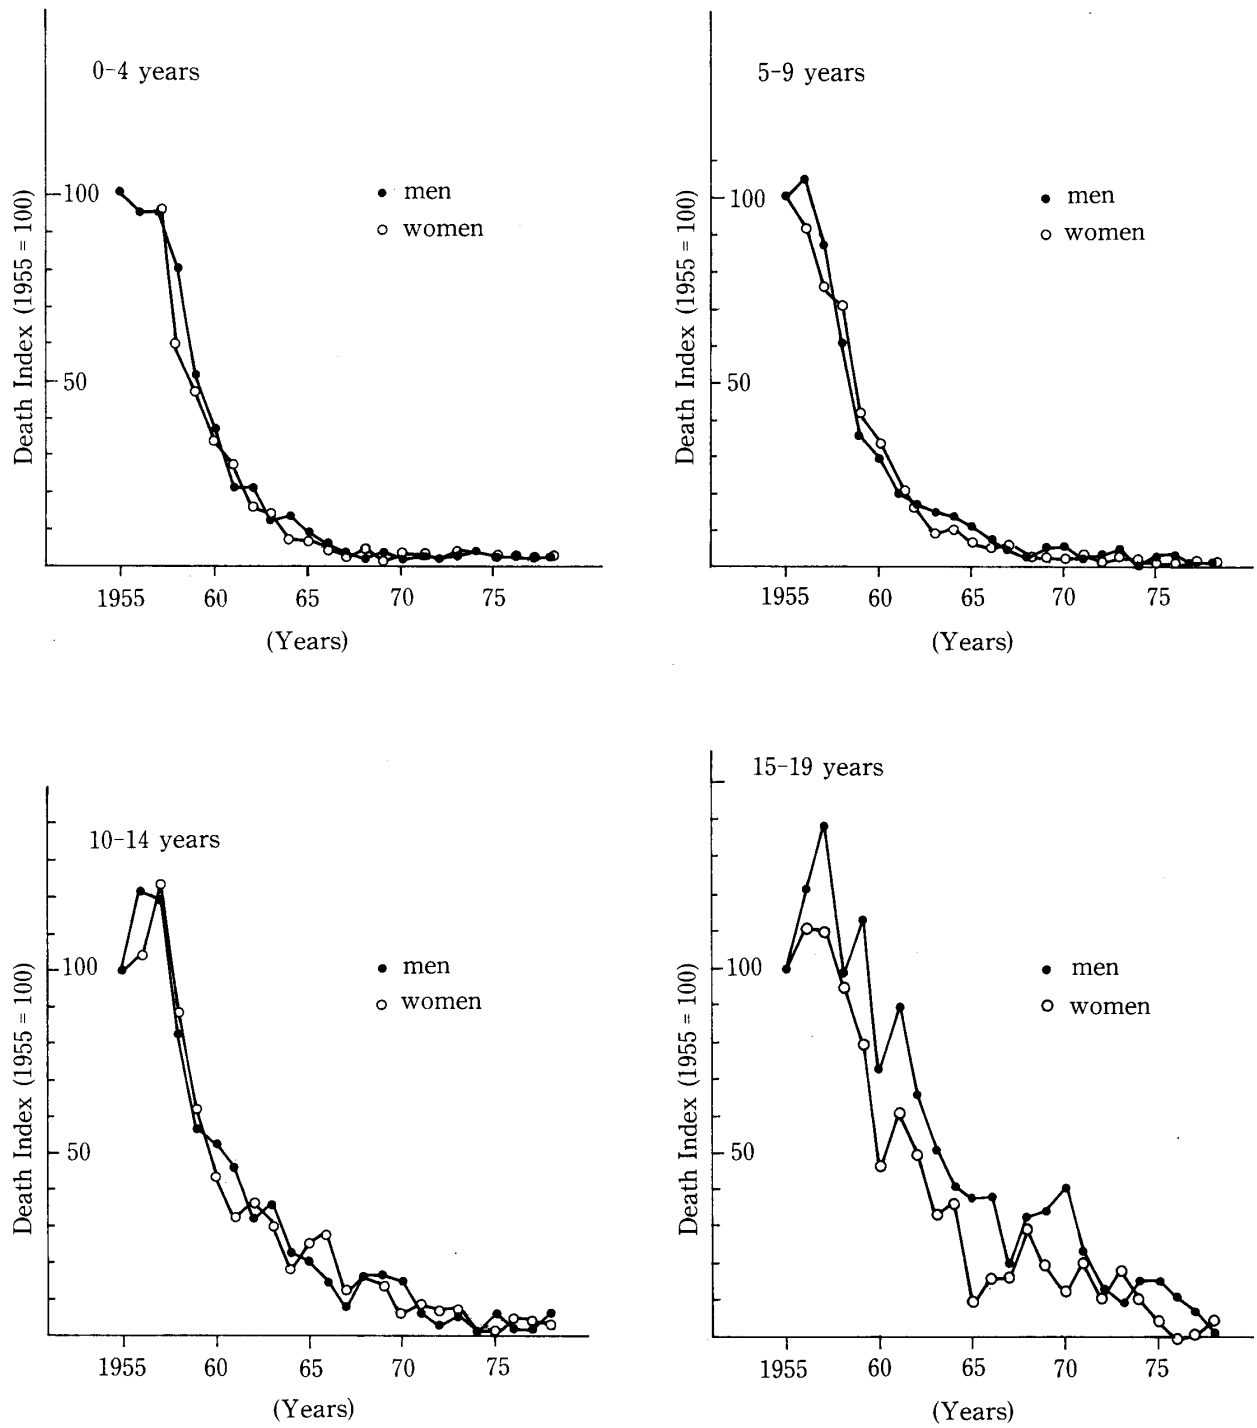 0-4 years
100
50
men
women
Death Index (1955 = 100)
1955 60 65 70 75
(Years)
5-9 years
100
50
men
women
Death Index (1955 = 100)
1955 60 65 70 75
(Years)
10-14 years
100
50
men
women
Death Index (1955 = 100)
1955 60 65 70 75
(Years)
15-19 years
100
50
men
women
Death Index (1955 = 100)
1955 60 65 70 75
(Years)